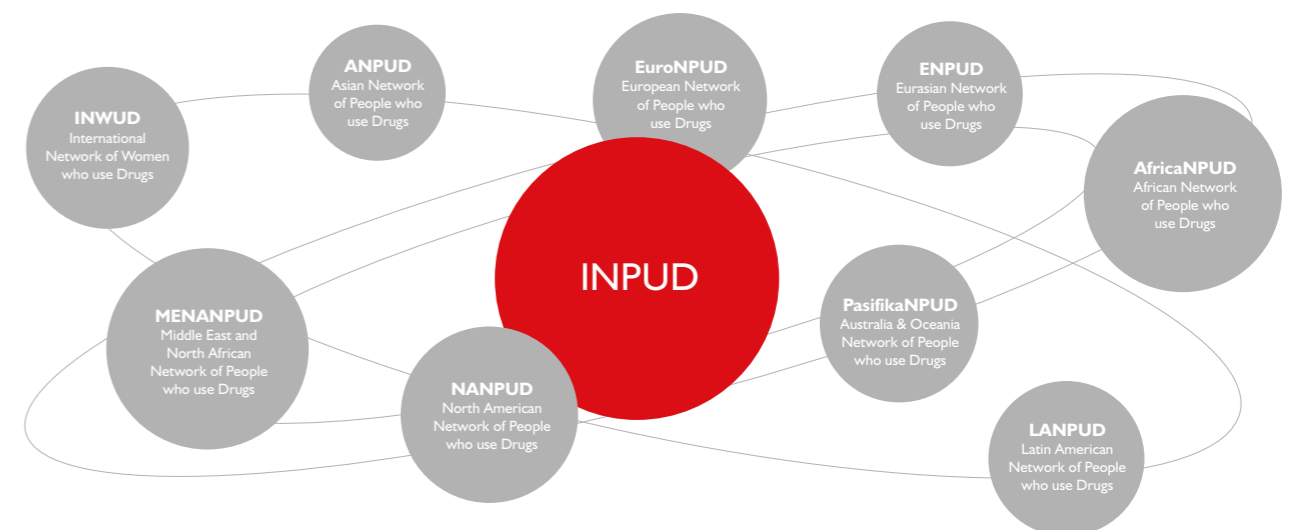 ANPUD
Asian Network
of People who
use Drugs
EuroNPUD
European Network
of People who
use Drugs
ENPUD
Eurasian Network
of People who
use Drugs
INWUD
International
Network of Women
who use Drugs
AfricaNPUD
African Network
of People who
use Drugs
INPUD
MENANPUD
Middle East and
North African
Network of People
who use Drugs
PasifikaNPUD
Australia & Oceania
Network of People
who use Drugs
NANPUD
North American
Network of People
who use Drugs
LANPUD
Latin American
Network of People
who use Drugs